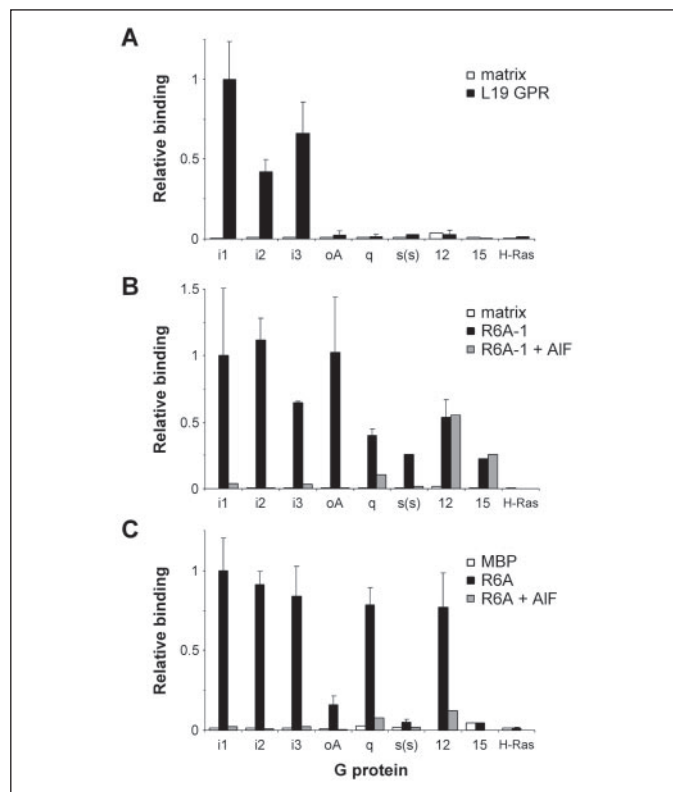 A
Relative binding
1
0.5
0
matrix
L19 GPR
i1 i2 i3 oA q s(s) 12 15 H-Ras
B
Relative binding
1.5
1
0.5
0
matrix
R6A-1
R6A-1 + AlF
i1 i2 i3 oA q s(s) 12 15 H-Ras
C
Relative binding
1
0.5
0
MBP
R6A
R6A + AlF
i1 i2 i3 oA q s(s) 12 15 H-Ras
G protein